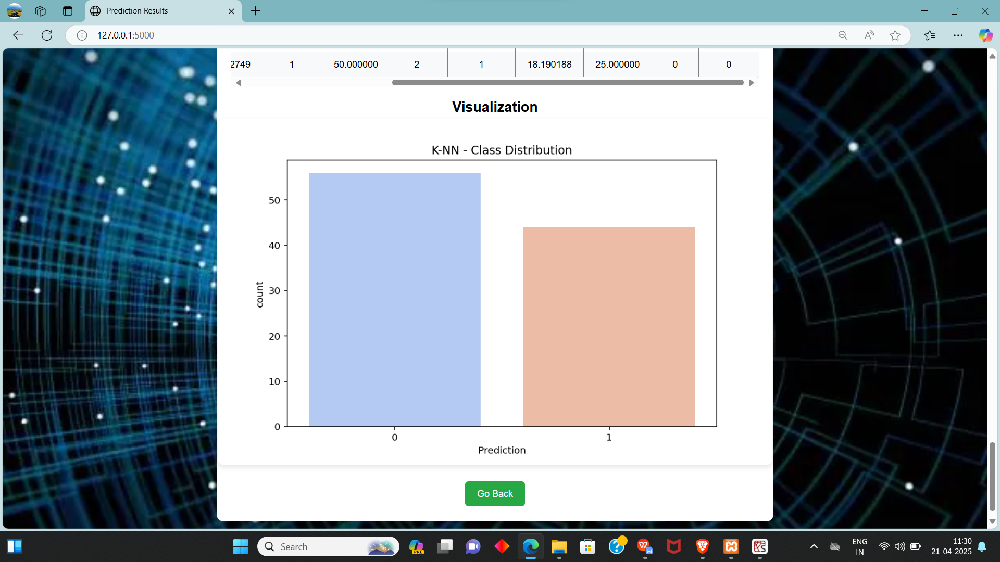 Prediction Results
127.0.0.1:5000
2749 1 50.000000 2 1 18.190188 25.000000 0 0
Visualization
K-NN - Class Distribution
50
40
30
20
10
0
count
0 1
Prediction
Go Back
Search
PRE
ENG
IN
11:30
21-04-2025